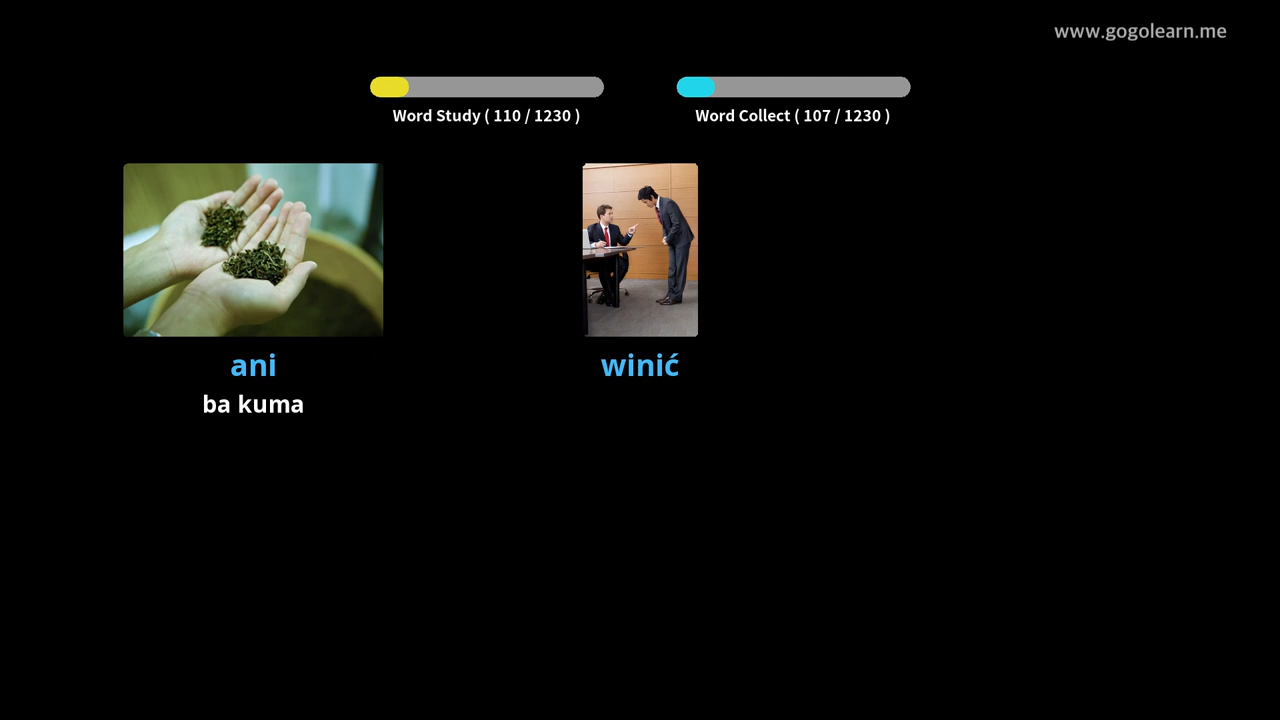 www.gogolearn.me
Word Study ( 110 / 1230 )
Word Collect ( 107 / 1230 )
ani
ba kuma
winić